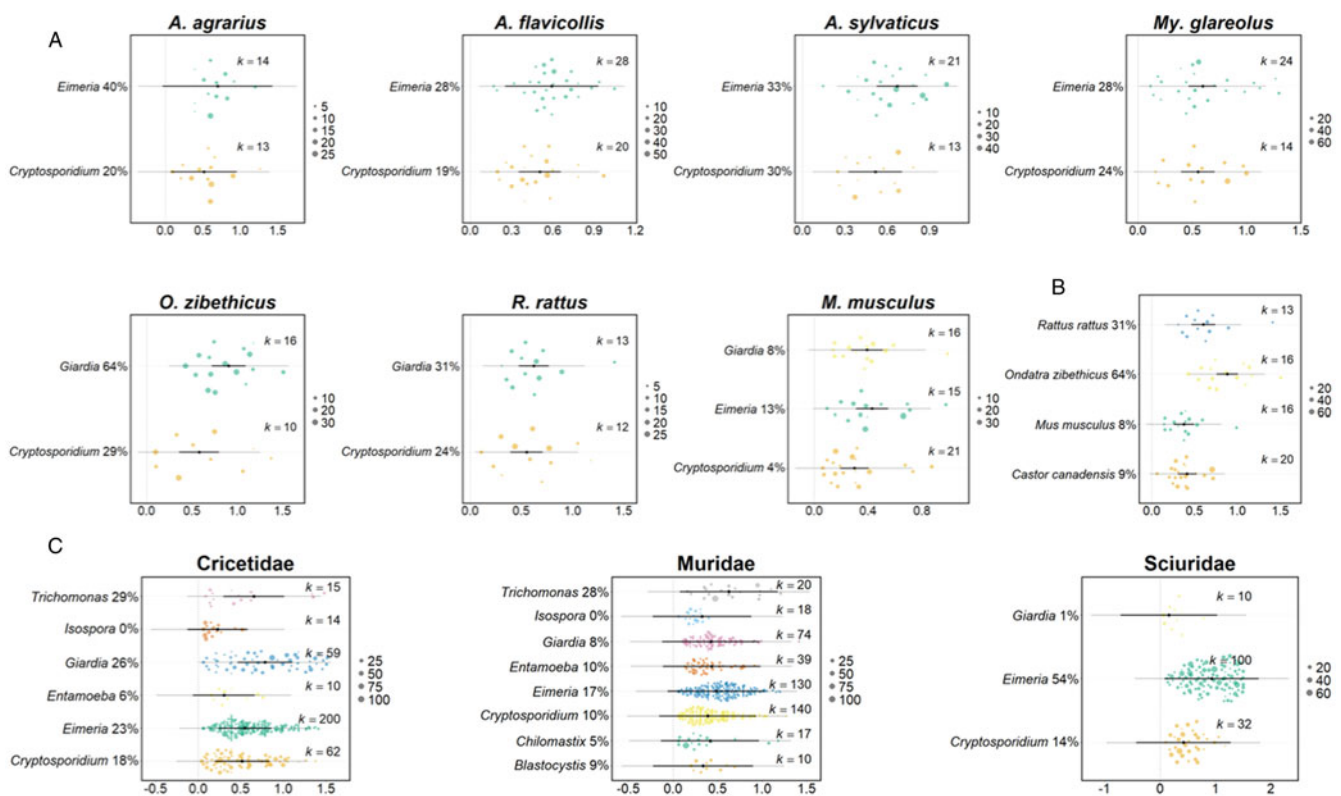 A
A. agrarius
k = 14
Eimeria 40%
k = 13
Cryptosporidium 20%
5
10
15
20
25
0.0 0.5 1.0 1.5
A. flavicollis
k = 28
Eimeria 28%
k = 20
Cryptosporidium 19%
10
20
30
40
50
0.0 0.3 0.6 0.9 1.2
A. sylvaticus
k = 21
Eimeria 33%
k = 13
Cryptosporidium 30%
10
20
30
40
0.0 0.3 0.6 0.9
My. glareolus
k = 24
Eimeria 28%
k = 14
Cryptosporidium 24%
20
40
60
0.0 0.5 1.0 1.5
O. zibethicus
k = 16
Giardia 64%
k = 10
Cryptosporidium 29%
10
20
30
0.0 0.5 1.0 1.5
R. rattus
k = 13
Giardia 31%
k = 12
Cryptosporidium 24%
5
10
15
20
25
0.0 0.5 1.0 1.5
M. musculus
k = 16
Giardia 8%
k = 15
Eimeria 13%
k = 21
Cryptosporidium 4%
10
20
30
0.0 0.4 0.8
B
k = 13
Rattus rattus 31%
k = 16
Ondatra zibethicus 64%
k = 16
Mus musculus 8%
k = 20
Castor canadensis 9%
20
40
60
0.0 0.5 1.0 1.5
C
Cricetidae
k = 15
Trichomonas 29%
k = 14
Isospora 0%
k = 59
Giardia 26%
k = 10
Entamoeba 6%
k = 200
Eimeria 23%
k = 62
Cryptosporidium 18%
25
50
75
100
-0.5 0.0 0.5 1.0 1.5
Muridae
k = 20
Trichomonas 28%
k = 18
Isospora 0%
k = 74
Giardia 8%
k = 39
Entamoeba 10%
k = 130
Eimeria 17%
k = 140
Cryptosporidium 10%
k = 17
Chilomastix 5%
k = 10
Blastocystis 9%
25
50
75
100
-0.5 0.0 0.5 1.0 1.5
Sciuridae
k = 10
Giardia 1%
k = 100
Eimeria 54%
k = 32
Cryptosporidium 14%
20
40
60
-1 0 1 2